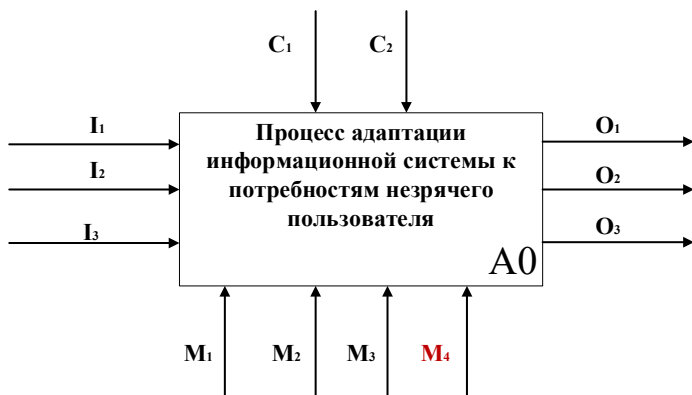 C₁ C₂
I₁
I₂
I₃
Процесс адаптации
информационной системы к
потребностям незрячего
пользователя
A0
O₁
O₂
O₃
M₁ M₂ M₃ M₄